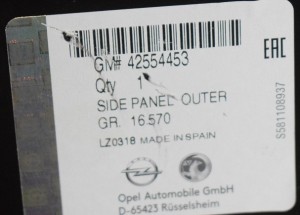 GM# 42554453
Qty 1
SIDE PANEL OUTER
GR. 16.570
LZ0318 MADE IN SPAIN
Opel Automobile GmbH
D-65423 Rüsselsheim
EAC
S581108937